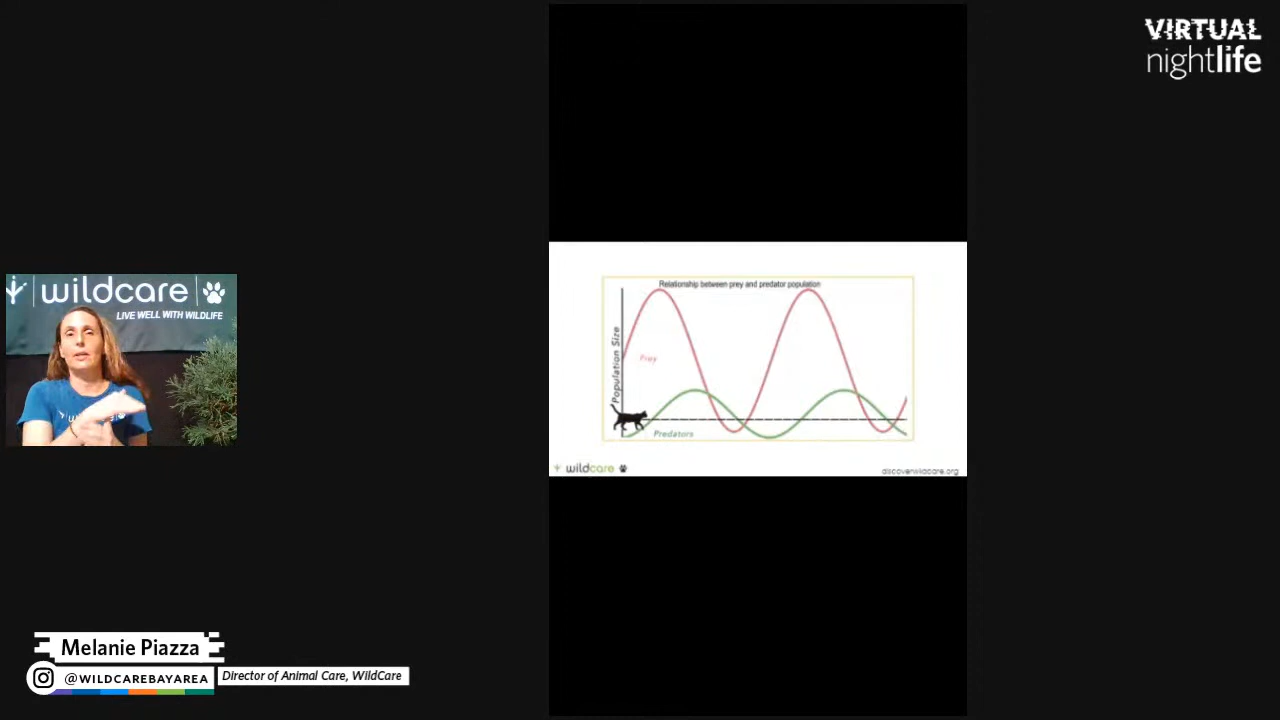 VIRTUAL
nightlife
wildcare
LIVE WELL WITH WILDLIFE
Relationship between prey and predator population
Population Size
Prey
Predators
wildcare
discoverwildcare.org
Melanie Piazza
@WILDCAREBAYAREA
Director of Animal Care, WildCare